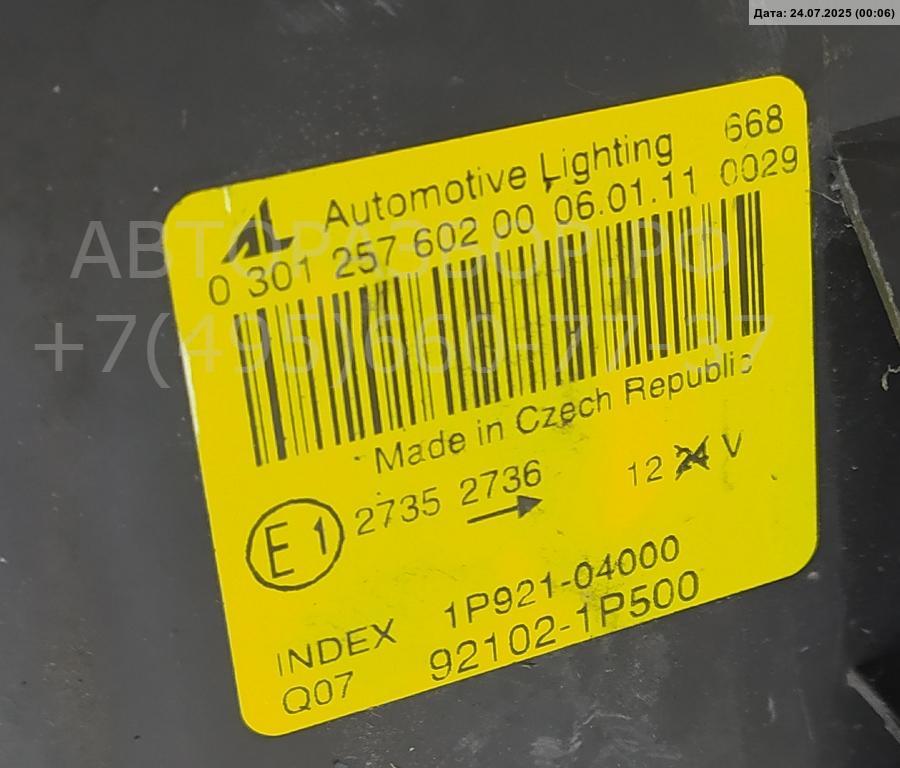 Дата: 24.07.2025 (00:06)
AL Automotive Lighting 668
0 301 257 602 00 06.01.11 0029
АВТОРАЗБОР.РФ
+7(495)660-77-27
Made in Czech Republic
E1 2735 2736 12 24 V
INDEX 1P921-04000
Q07 92102-1P500